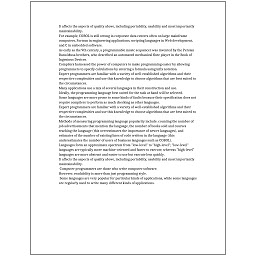 It affects the aspects of quality above, including portability, usability and most importantly
maintainability.
For example, COBOL is still strong in corporate data centers often on large mainframe
computers, Fortran in engineering applications, scripting languages in Web development,
and C in embedded software.
As early as the 9th century, a programmable music sequencer was invented by the Persian
Banu Musa brothers, who described an automated mechanical flute player in the Book of
Ingenious Devices.
Compilers harnessed the power of computers to make programming easier by allowing
programmers to specify calculations by entering a formula using infix notation.
Expert programmers are familiar with a variety of well-established algorithms and their
respective complexities and use this knowledge to choose algorithms that are best suited to
the circumstances.
Many applications use a mix of several languages in their construction and use.
Ideally, the programming language best suited for the task at hand will be selected.
Some languages are more prone to some kinds of faults because their specification does not
require compilers to perform as much checking as other languages.
Expert programmers are familiar with a variety of well-established algorithms and their
respective complexities and use this knowledge to choose algorithms that are best suited to
the circumstances.
Methods of measuring programming language popularity include: counting the number of
job advertisements that mention the language, the number of books sold and courses
teaching the language (this overestimates the importance of newer languages), and
estimates of the number of existing lines of code written in the language (this
underestimates the number of users of business languages such as COBOL).
Languages form an approximate spectrum from "low-level" to "high-level"; "low-level"
languages are typically more machine-oriented and faster to execute, whereas "high-level"
languages are more abstract and easier to use but execute less quickly.
It affects the aspects of quality above, including portability, usability and most importantly
maintainability.
Computer programmers are those who write computer software.
However, readability is more than just programming style.
Some languages are very popular for particular kinds of applications, while some languages
are regularly used to write many different kinds of applications.